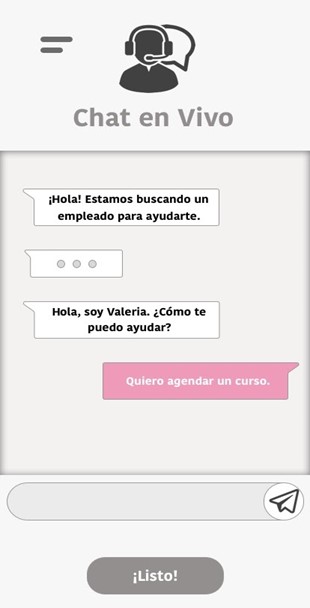 Chat en Vivo
¡Hola! Estamos buscando un
empleado para ayudarte.
Hola, soy Valeria. ¿Cómo te
puedo ayudar?
Quiero agendar un curso.
¡Listo!